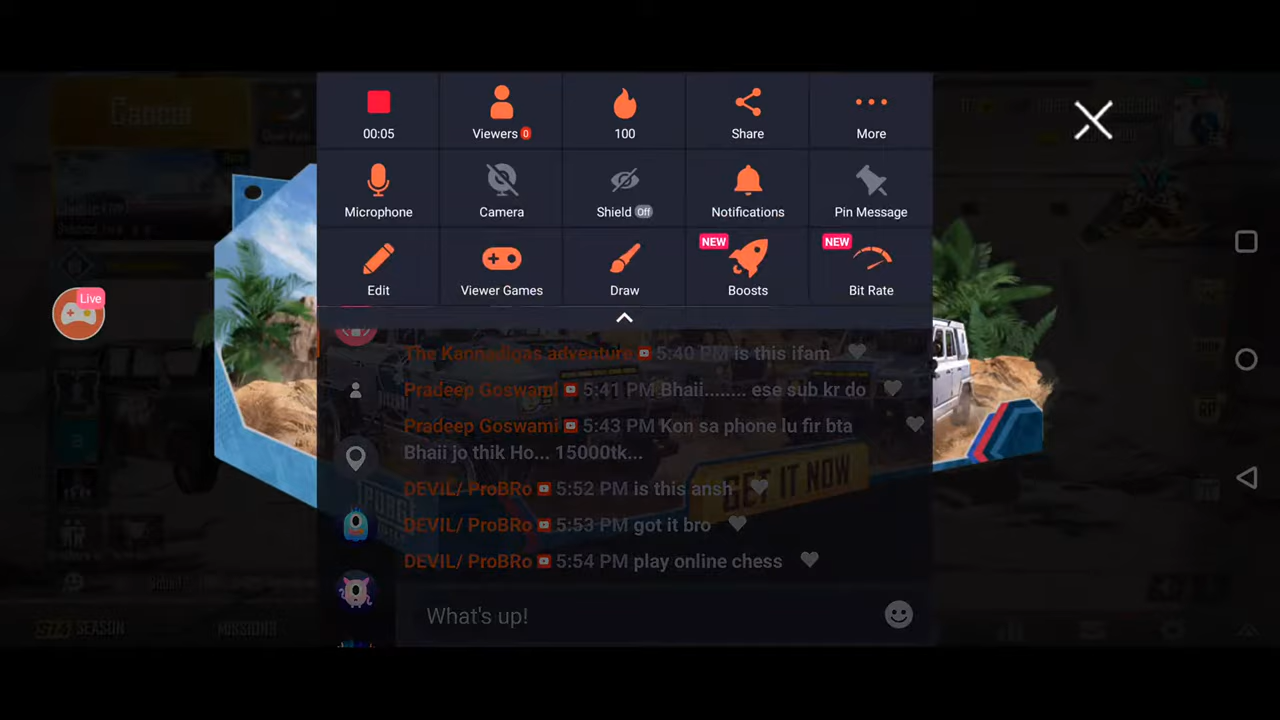 00:05
Viewers 0
100
Share
More
Microphone
Camera
Shield Off
Notifications
Pin Message
Edit
Viewer Games
Draw
NEW
Boosts
NEW
Bit Rate
Live
The Kannadigas adventure 5:40 PM is this ifam
Pradeep Goswami 5:41 PM Bhaii........ ese sub kr do
Pradeep Goswami 5:43 PM Kon sa phone lu fir bta
Bhaii jo thik Ho... 15000tk...
DEVIL/ ProBRo 5:52 PM is this ansh
DEVIL/ ProBRo 5:53 PM got it bro
DEVIL/ ProBRo 5:54 PM play online chess
GET IT NOW
What's up!
SEASON
MISSIONS